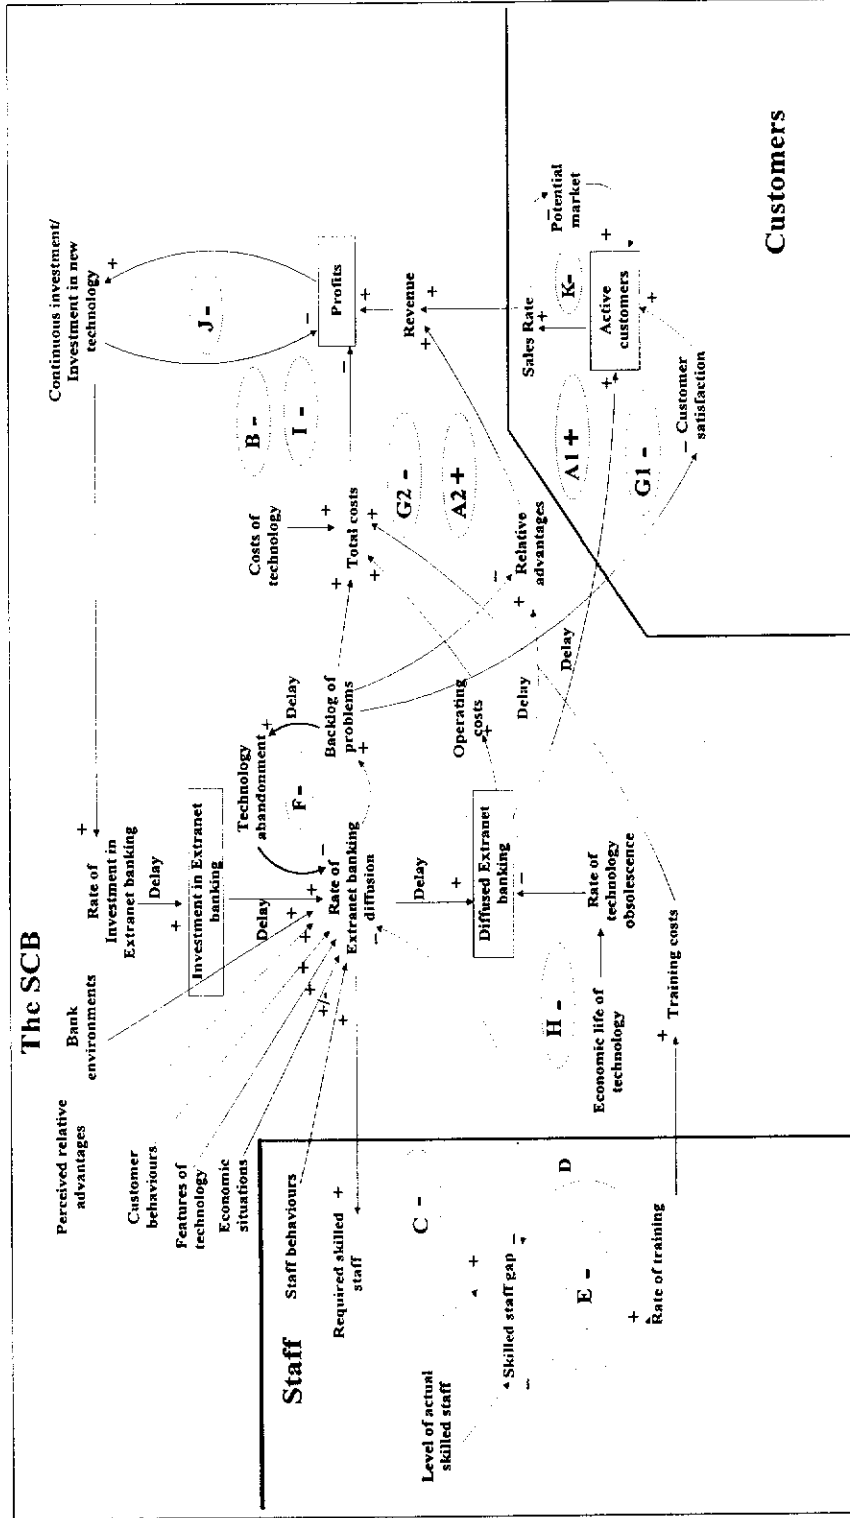 The SCB
Continuous investment/
Investment in new
technology
+
J -
Profits
-
+
-
+
Revenue
+
+
B -
I -
Costs of
technology
+
Total costs
+
+
+
G2 -
A2 +
Relative
advantages
-
+
Rate of
Investment in
Extranet banking
+
Delay
+
Investment in Extranet
banking
Delay
Technology
abandonment
+
Delay
F -
Backlog of
problems
+
Rate of
Extranet banking
diffusion
-
+
+
+
+
+
+/-
+
-
Bank
environments
Perceived relative
advantages
Customer
behaviours
Features of
technology
Economic
situations
Delay
+
Diffused Extranet
banking
-
Operating
costs
+
Delay
Delay
H -
Rate of
technology
obsolescence
Economic life of
technology
Training costs
+
Staff
Staff behaviours
Required skilled
staff
+
C -
Level of actual
skilled staff
+
Skilled staff gap
-
-
E -
D
+
Rate of training
Customers
Sales Rate
+
K-
-
Potential
market
+
Active
customers
+
+
A1 +
G1 -
-
Customer
satisfaction